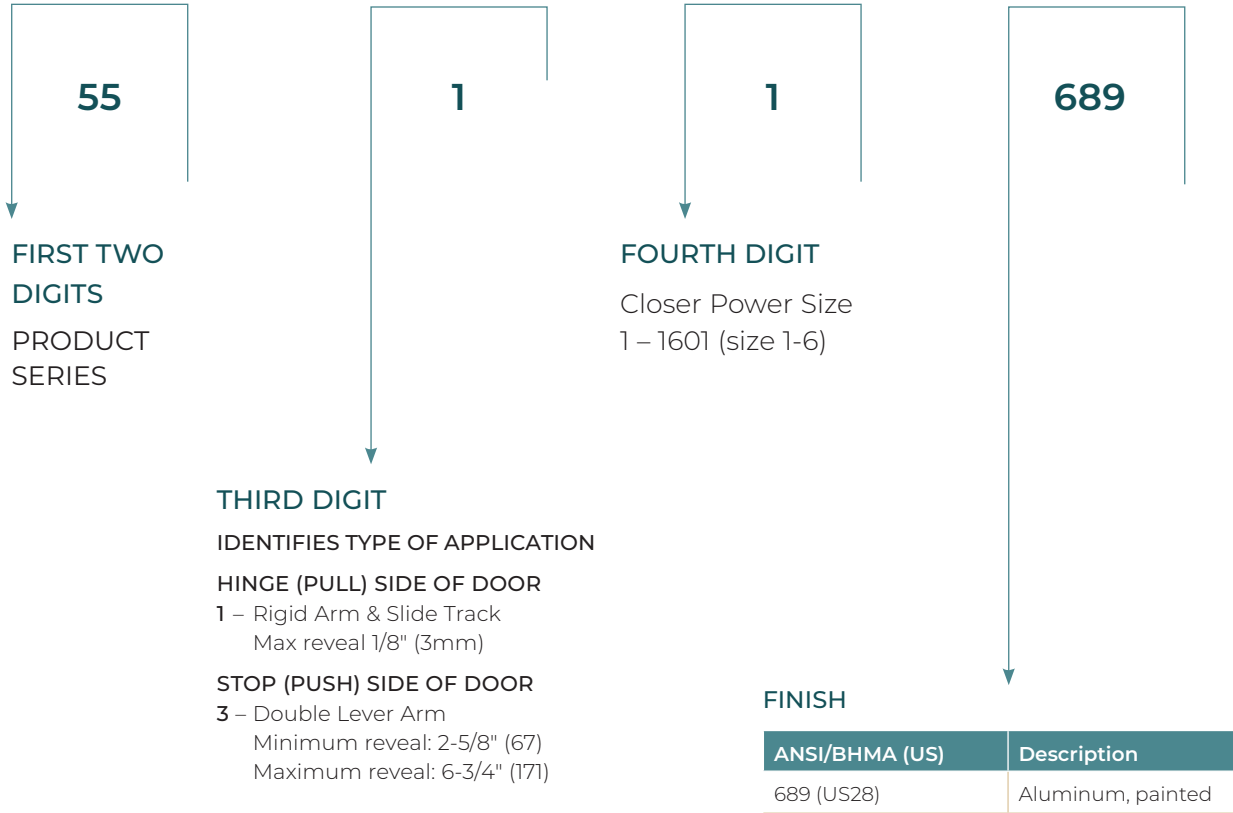 55
1
1
689
FIRST TWO
DIGITS
PRODUCT
SERIES
FOURTH DIGIT
Closer Power Size
1 – 1601 (size 1-6)
THIRD DIGIT
IDENTIFIES TYPE OF APPLICATION
HINGE (PULL) SIDE OF DOOR
1 – Rigid Arm & Slide Track
Max reveal 1/8" (3mm)
STOP (PUSH) SIDE OF DOOR
3 – Double Lever Arm
Minimum reveal: 2-5/8" (67)
Maximum reveal: 6-3/4" (171)
FINISH
ANSI/BHMA (US) Description
689 (US28) Aluminum, painted